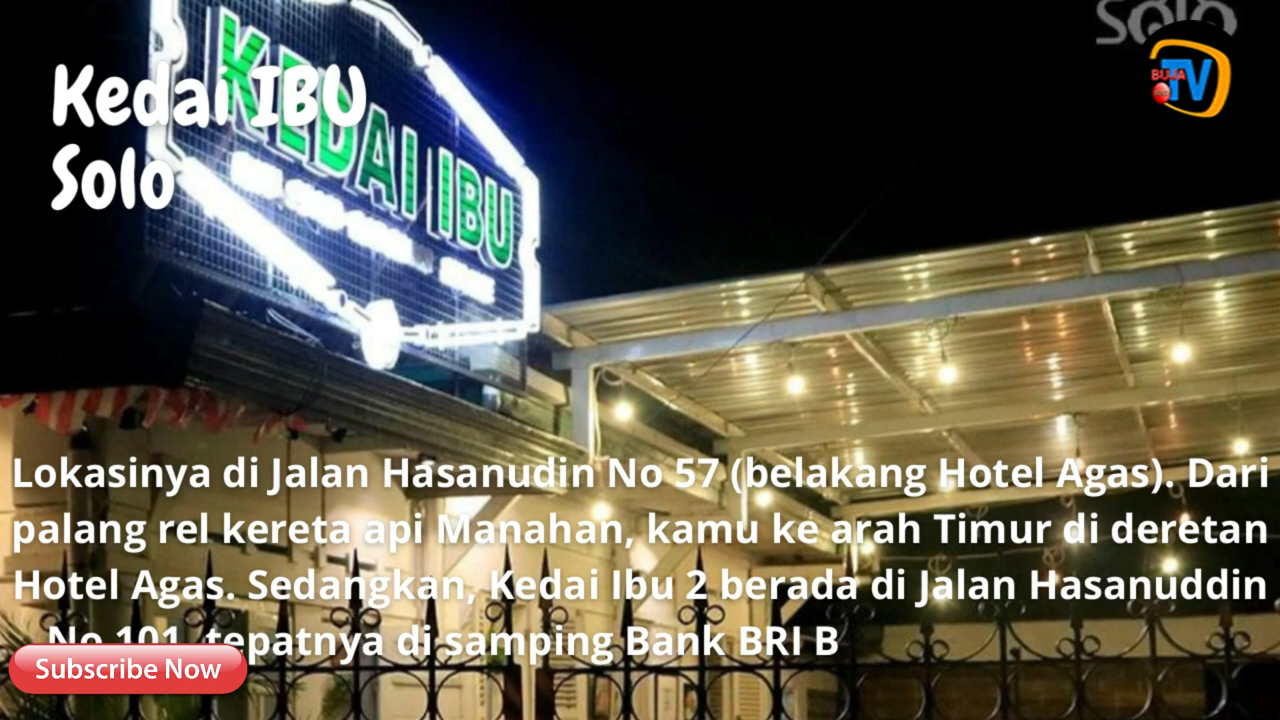 Solo
BUJA
TV
Kedai IBU
Solo
KEDAI IBU
Lokasinya di Jalan Hasanudin No 57 (belakang Hotel Agas). Dari
palang rel kereta api Manahan, kamu ke arah Timur di deretan
Hotel Agas. Sedangkan, Kedai Ibu 2 berada di Jalan Hasanuddin
No 101, tepatnya di samping Bank BRI B
Subscribe Now